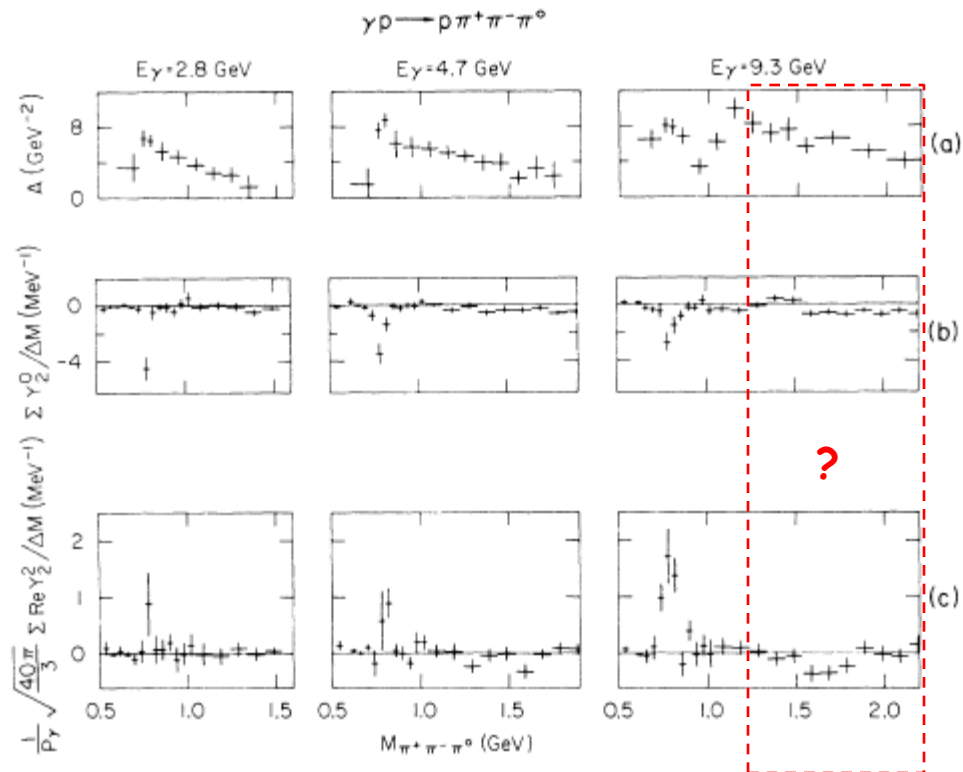 γp → pπ⁺π⁻π⁰
Eγ=2.8 GeV
Eγ=4.7 GeV
Eγ=9.3 GeV
A (GeV⁻²)
8
0
(a)
Σ Y₂⁰/ΔM (MeV⁻¹)
0
-4
(b)
?
1/Pγ √(40π/3) Σ Re Y₂²/ΔM (MeV⁻¹)
2
1
0
(c)
0.5 1.0 1.5
0.5 1.0 1.5
0.5 1.0 1.5 2.0
Mπ⁺π⁻π⁰ (GeV)